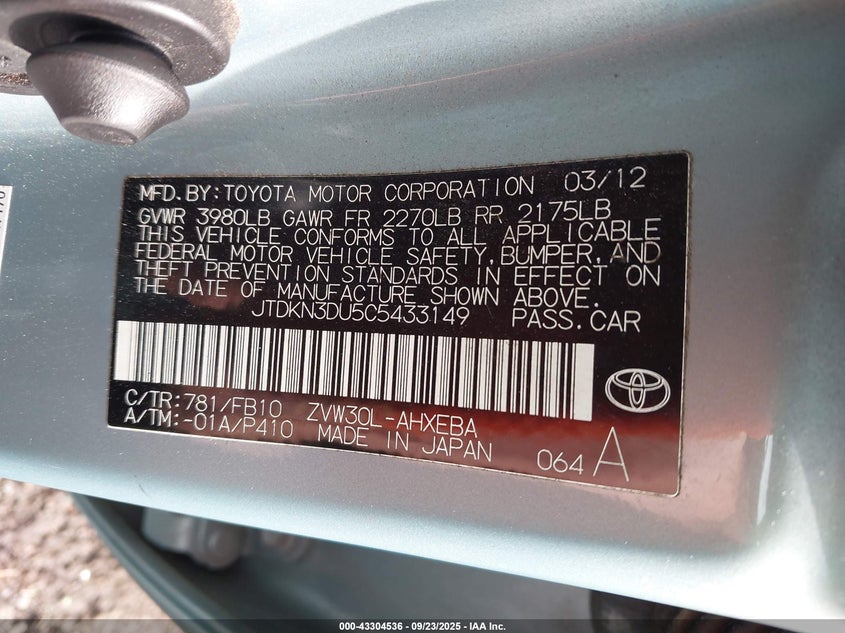 MFD.BY:TOYOTA MOTOR CORPORATION 03/12
GVWR 3980LB GAWR FR 2270LB RR 2175LB
THIS VEHICLE CONFORMS TO ALL APPLICABLE
FEDERAL MOTOR VEHICLE SAFETY, BUMPER, AND
THEFT PREVENTION STANDARDS IN EFFECT ON
THE DATE OF MANUFACTURE SHOWN ABOVE.
JTDKN3DU5C5433149 PASS.CAR
C/TR:781/FB10 ZVW30L-AHXEBA
A/TM:-01A/P410 MADE IN JAPAN 064 A
000-43304536 - 09/23/2025 - IAA Inc.